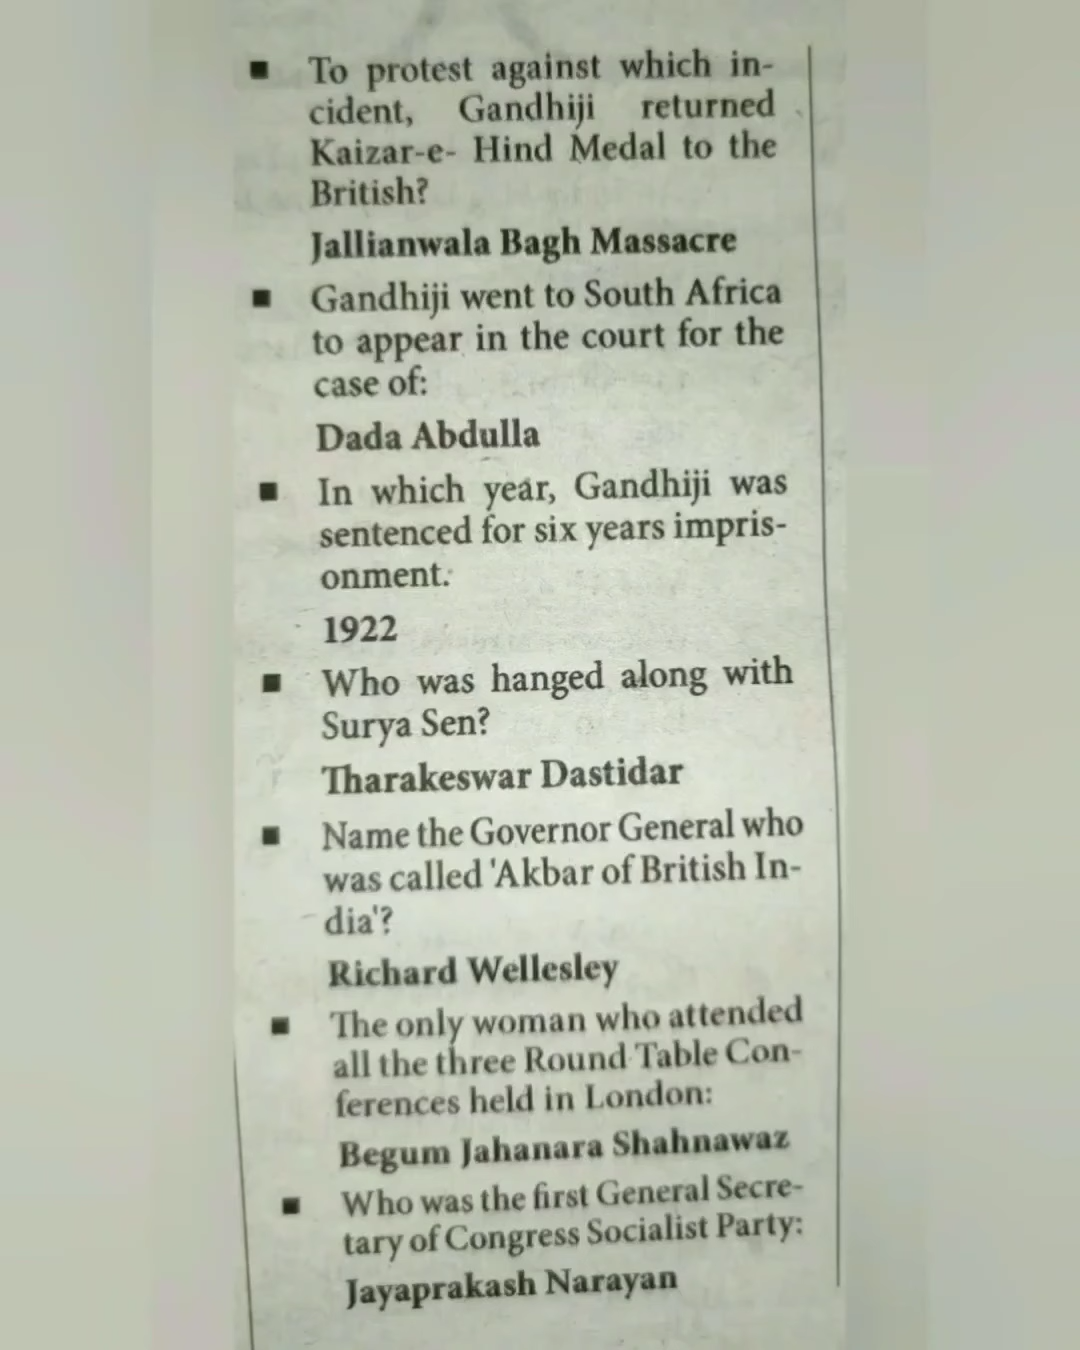 ■ To protest against which in-
cident, Gandhiji returned
Kaizar-e- Hind Medal to the
British?
Jallianwala Bagh Massacre
■ Gandhiji went to South Africa
to appear in the court for the
case of:
Dada Abdulla
■ In which year, Gandhiji was
sentenced for six years impris-
onment.
1922
■ Who was hanged along with
Surya Sen?
Tharakeswar Dastidar
■ Name the Governor General who
was called 'Akbar of British In-
dia'?
Richard Wellesley
■ The only woman who attended
all the three Round Table Con-
ferences held in London:
Begum Jahanara Shahnawaz
■ Who was the first General Secre-
tary of Congress Socialist Party:
Jayaprakash Narayan